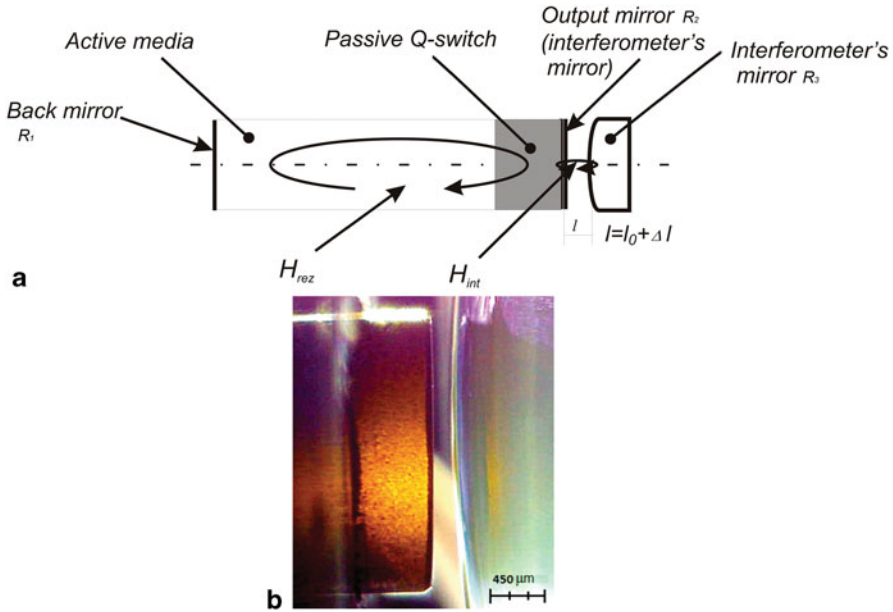 Active media
Passive Q-switch
Output mirror R2
(interferometer's
mirror)
Interferometer's
mirror R3
Back mirror
R1
l
l=l0+Δl
Hrez
Hint
a
450 μm
b